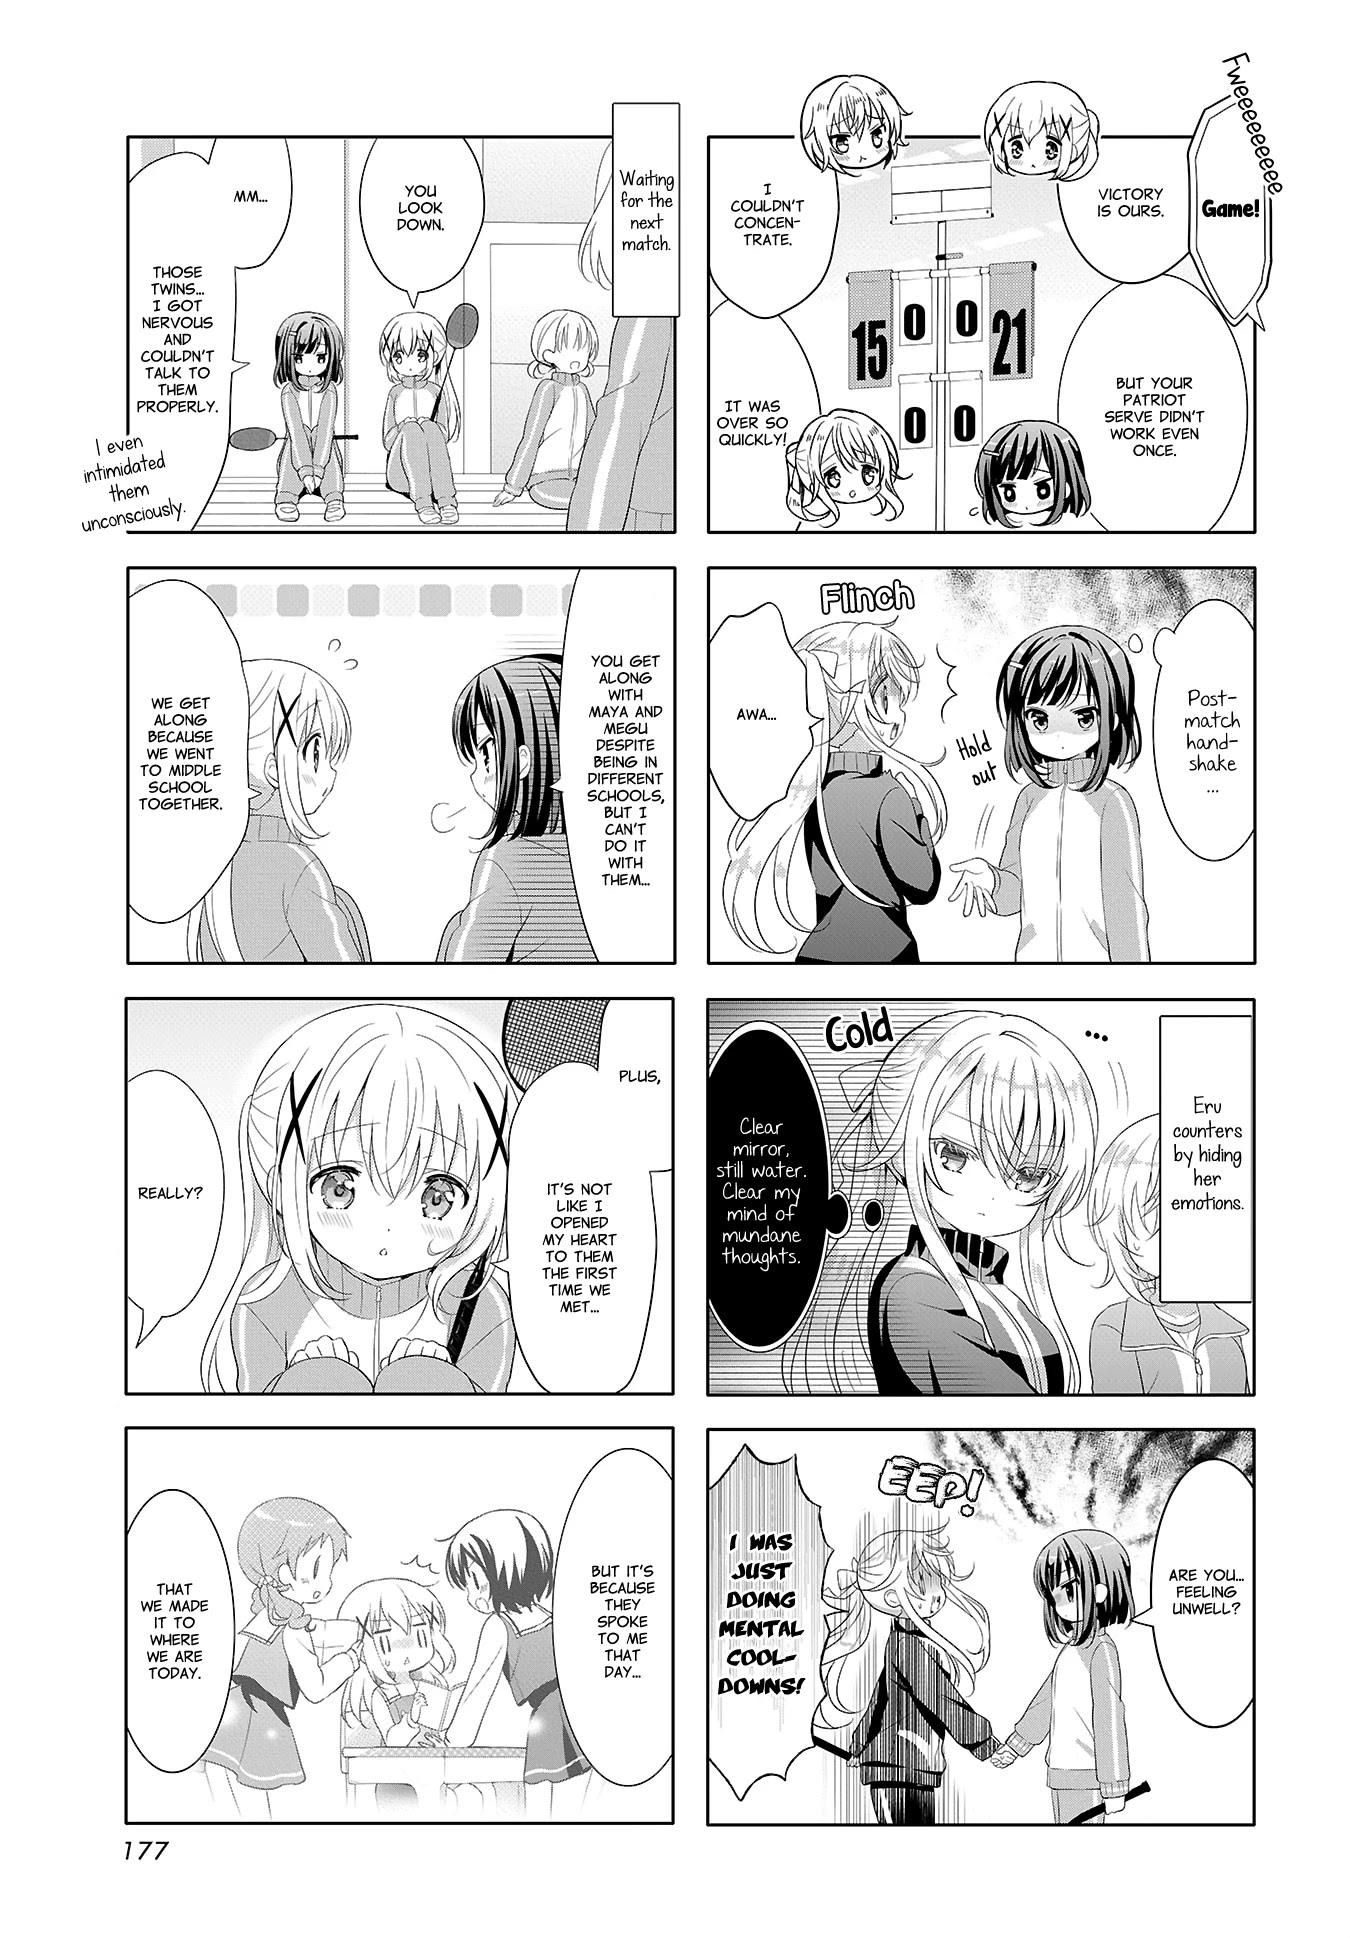 Fweeeeeeeee
Game!
VICTORY
IS OURS.
I
COULDN'T
CONCEN-
TRATE.
15
0
0
21
0
0
BUT YOUR
PATRIOT
SERVE DIDN'T
WORK EVEN
ONCE.
IT WAS
OVER SO
QUICKLY!
Post-
match
hand-
shake
...
Flinch
Hold
out
AWA...
Eru
counters
by hiding
her
emotions.
...
Cold
Clear
mirror,
still water.
Clear my
mind of
mundane
thoughts.
ARE YOU...
FEELING
UNWELL?
EEP!
I WAS
JUST
DOING
MENTAL
COOL-
DOWNS!
Waiting
for the
next
match.
YOU
LOOK
DOWN.
MM...
THOSE
TWINS...
I GOT
NERVOUS
AND
COULDN'T
TALK TO
THEM
PROPERLY.
I even
intimidated
them
unconsciously.
YOU GET
ALONG
WITH
MAYA AND
MEGU
DESPITE
BEING IN
DIFFERENT
SCHOOLS,
BUT I
CAN'T
DO IT
WITH
THEM...
WE GET
ALONG
BECAUSE
WE WENT
TO MIDDLE
SCHOOL
TOGETHER.
PLUS,
IT'S NOT
LIKE I
OPENED
MY HEART
TO THEM
THE FIRST
TIME WE
MET...
REALLY?
BUT IT'S
BECAUSE
THEY
SPOKE
TO ME
THAT
DAY...
THAT
WE MADE
IT TO
WHERE
WE ARE
TODAY.
177